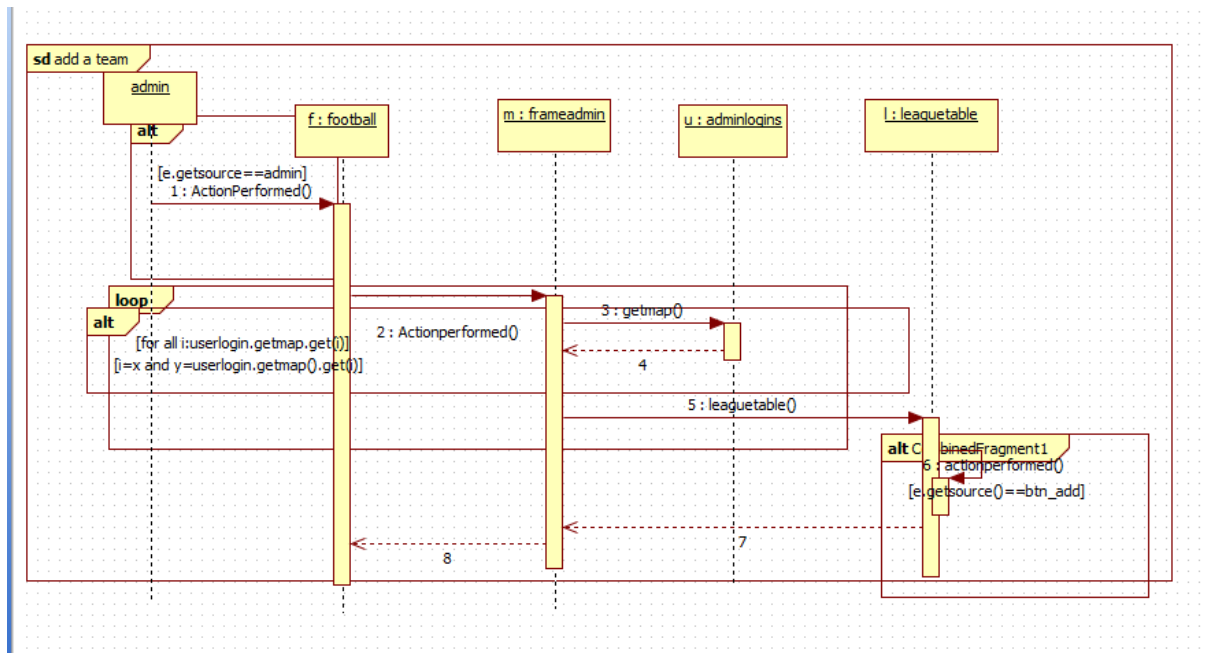 sd add a team
admin
f : football
m : frameadmin
u : adminlogins
l : leaguetable
alt
[e.getsource==admin]
1 : ActionPerformed()
loop
alt
3 : getmap()
2 : Actionperformed()
[for all i:userlogin.getmap.get(i)]
[i=x and y=userlogin.getmap().get(i)]
4
5 : leaguetable()
alt CombinedFragment1
6 : actionperformed()
[e.getsource()==btn_add]
7
8